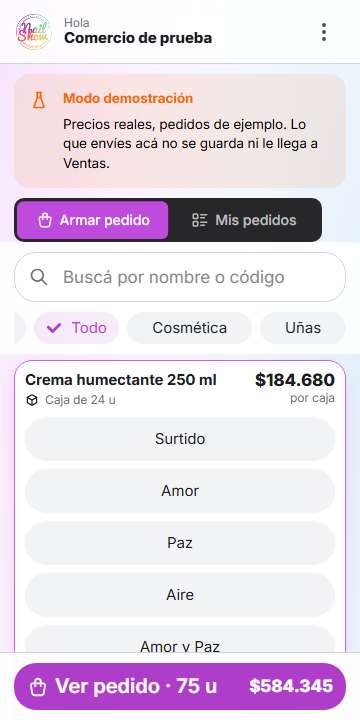 Nail
Show
Hola
Comercio de prueba
Modo demostración
Precios reales, pedidos de ejemplo. Lo
que envíes acá no se guarda ni le llega a
Ventas.
Armar pedido
Mis pedidos
Buscá por nombre o código
Todo
Cosmética
Uñas
Crema humectante 250 ml
$184.680
Caja de 24 u
por caja
Surtido
Amor
Paz
Aire
Amor y Paz
Ver pedido · 75 u
$584.345